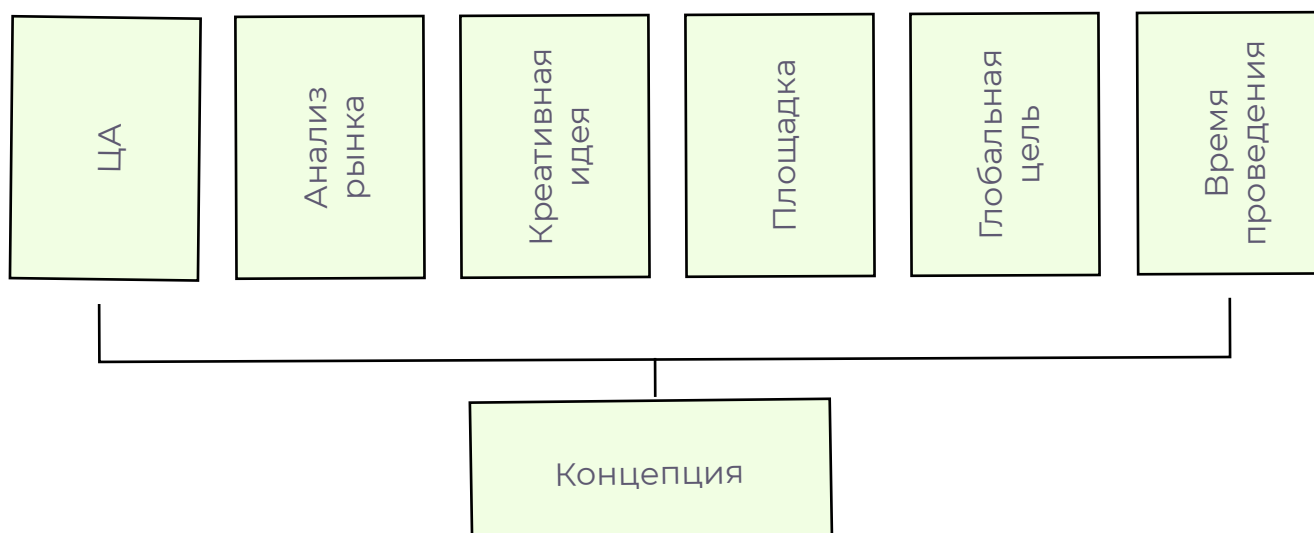 ЦА
Анализ
рынка
Креативная
идея
Площадка
Глобальная
цель
Время
проведения
Концепция